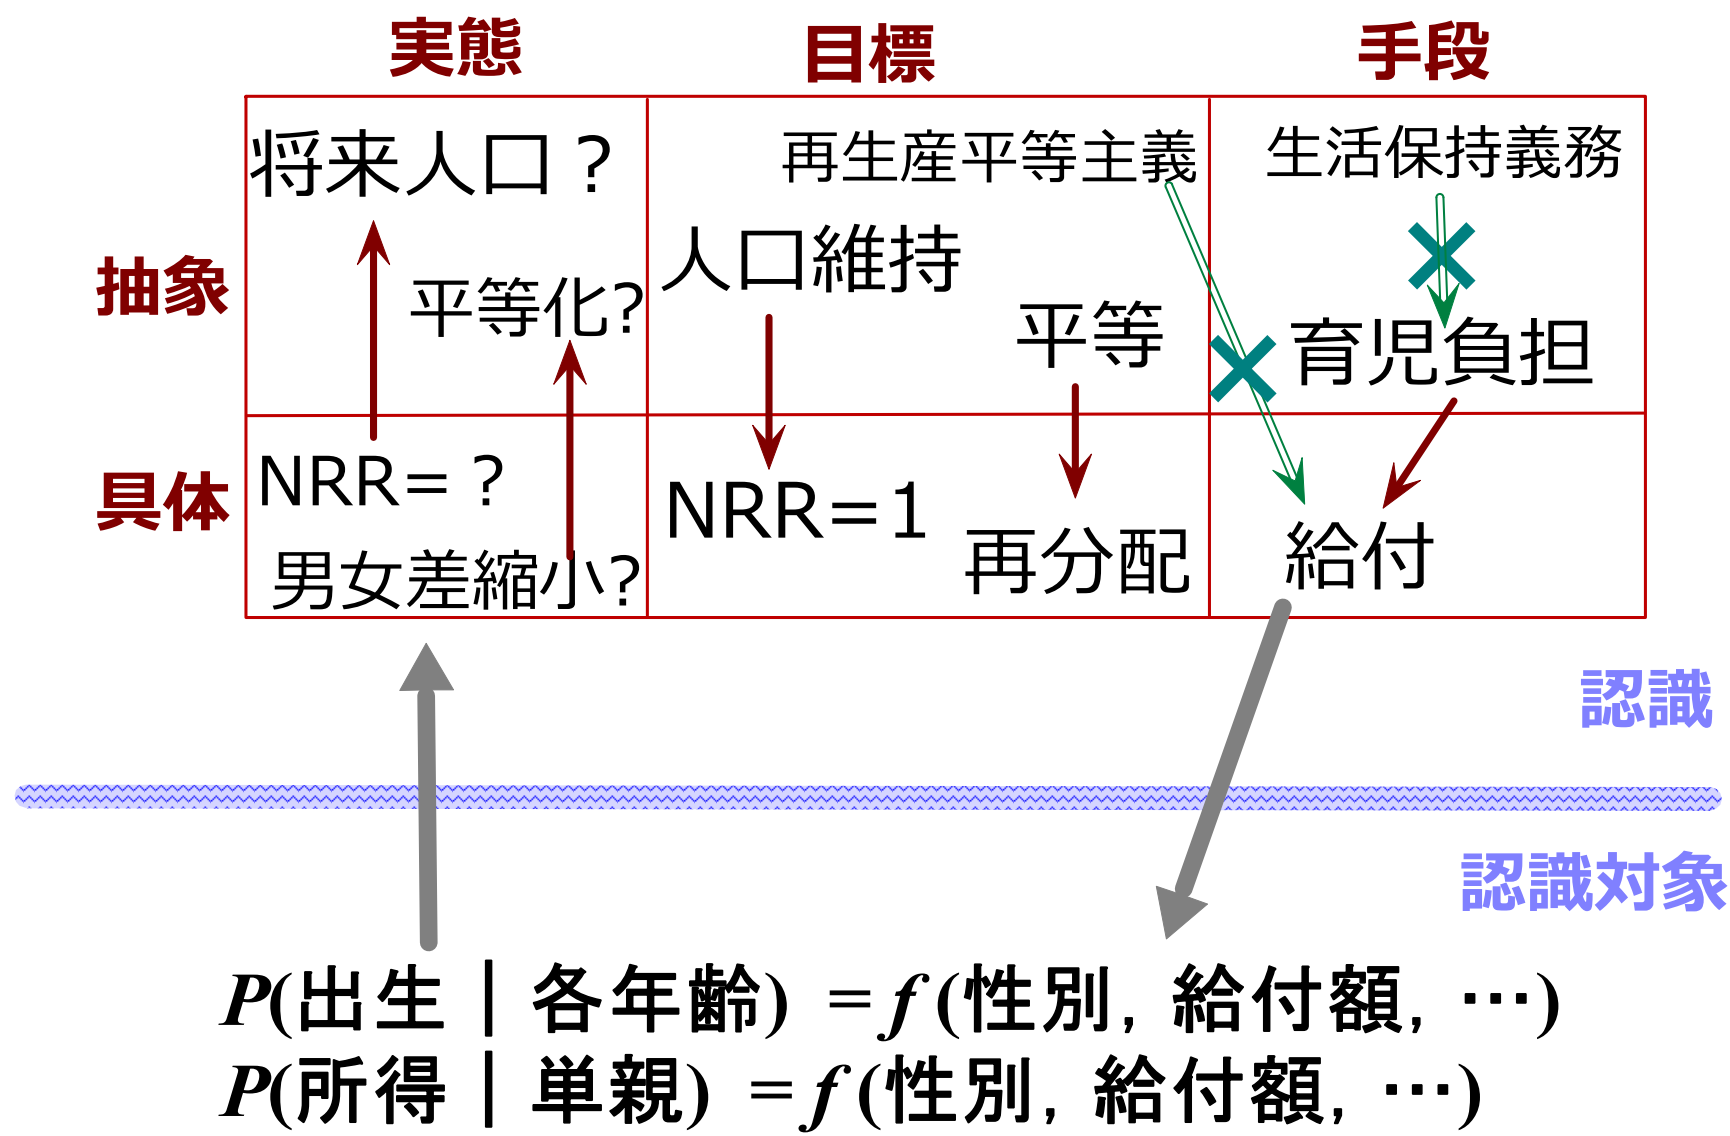 実態 目標 手段
抽象
将来人口？
平等化?
再生産平等主義
人口維持
平等
生活保持義務
育児負担
具体
NRR=？
男女差縮小?
NRR=1
再分配
給付
認識
認識対象
P(出生｜各年齢) = f (性別, 給付額, …)
P(所得｜単親) = f (性別, 給付額, …)